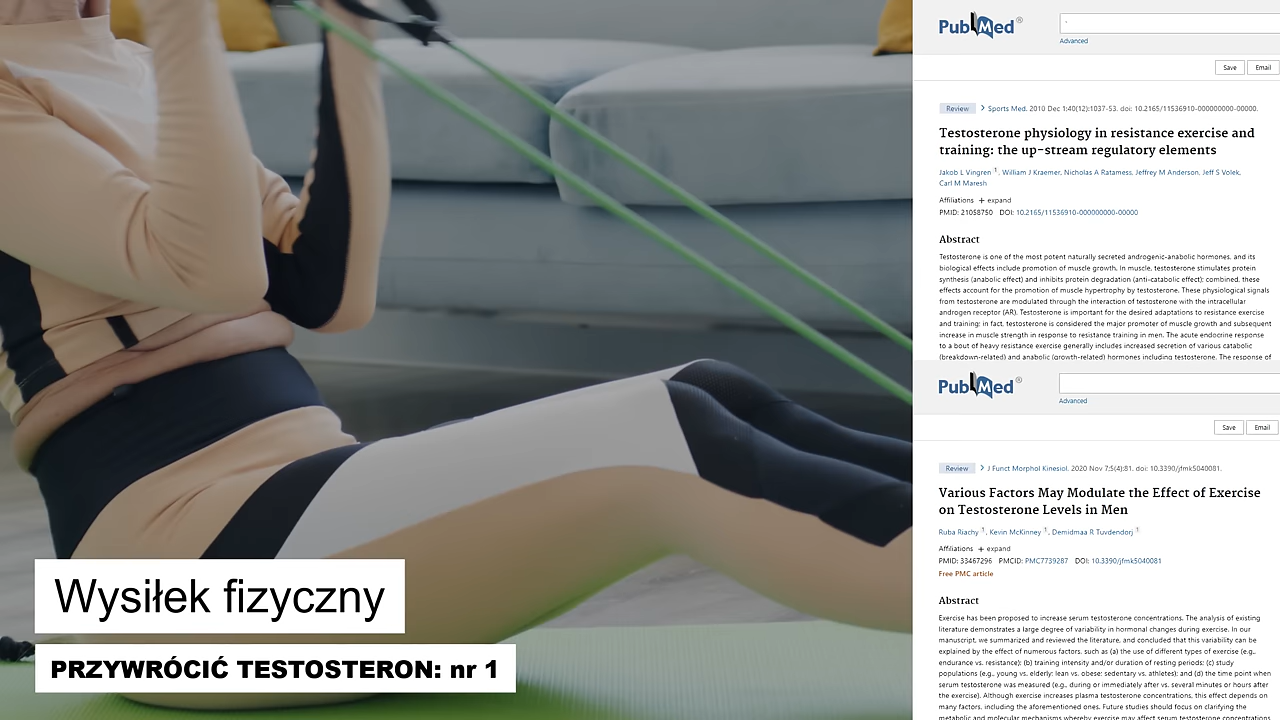 Wysiłek fizyczny
PRZYWRÓCIĆ TESTOSTERON: nr 1
PubMed®
Advanced
Save Email
Review > Sports Med. 2010 Dec 1;40(12):1037-53. doi: 10.2165/11536910-000000000-00000.
Testosterone physiology in resistance exercise and
training: the up-stream regulatory elements
Jakob L Vingren 1, William J Kraemer, Nicholas A Ratamess, Jeffrey M Anderson, Jeff S Volek,
Carl M Maresh
Affiliations + expand
PMID: 21058750 DOI: 10.2165/11536910-000000000-00000
Abstract
Testosterone is one of the most potent naturally secreted androgenic-anabolic hormones, and its
biological effects include promotion of muscle growth. In muscle, testosterone stimulates protein
synthesis (anabolic effect) and inhibits protein degradation (anti-catabolic effect); combined, these
effects account for the promotion of muscle hypertrophy by testosterone. These physiological signals
from testosterone are modulated through the interaction of testosterone with the intracellular
androgen receptor (AR). Testosterone is important for the desired adaptations to resistance exercise
and training; in fact, testosterone is considered the major promoter of muscle growth and subsequent
increase in muscle strength in response to resistance training in men. The acute endocrine response
to a bout of heavy resistance exercise generally includes increased secretion of various catabolic
(breakdown-related) and anabolic (growth-related) hormones including testosterone. The response of
PubMed®
Advanced
Save Email
Review > J Funct Morphol Kinesiol. 2020 Nov 7;5(4):81. doi: 10.3390/jfmk5040081.
Various Factors May Modulate the Effect of Exercise
on Testosterone Levels in Men
Ruba Riachy 1, Kevin McKinney 1, Demidmaa R Tuvdendorj 1
Affiliations + expand
PMID: 33467296 PMCID: PMC7739287 DOI: 10.3390/jfmk5040081
Free PMC article
Abstract
Exercise has been proposed to increase serum testosterone concentrations. The analysis of existing
literature demonstrates a large degree of variability in hormonal changes during exercise. In our
manuscript, we summarized and reviewed the literature, and concluded that this variability can be
explained by the effect of numerous factors, such as (a) the use of different types of exercise (e.g.,
endurance vs. resistance); (b) training intensity and/or duration of resting periods; (c) study
populations (e.g., young vs. elderly; lean vs. obese; sedentary vs. athletes); and (d) the time point when
serum testosterone was measured (e.g., during or immediately after vs. several minutes or hours after
the exercise). Although exercise increases plasma testosterone concentrations, this effect depends on
many factors, including the aforementioned ones. Future studies should focus on clarifying the
metabolic and molecular mechanisms whereby exercise may affect serum testosterone concentrations